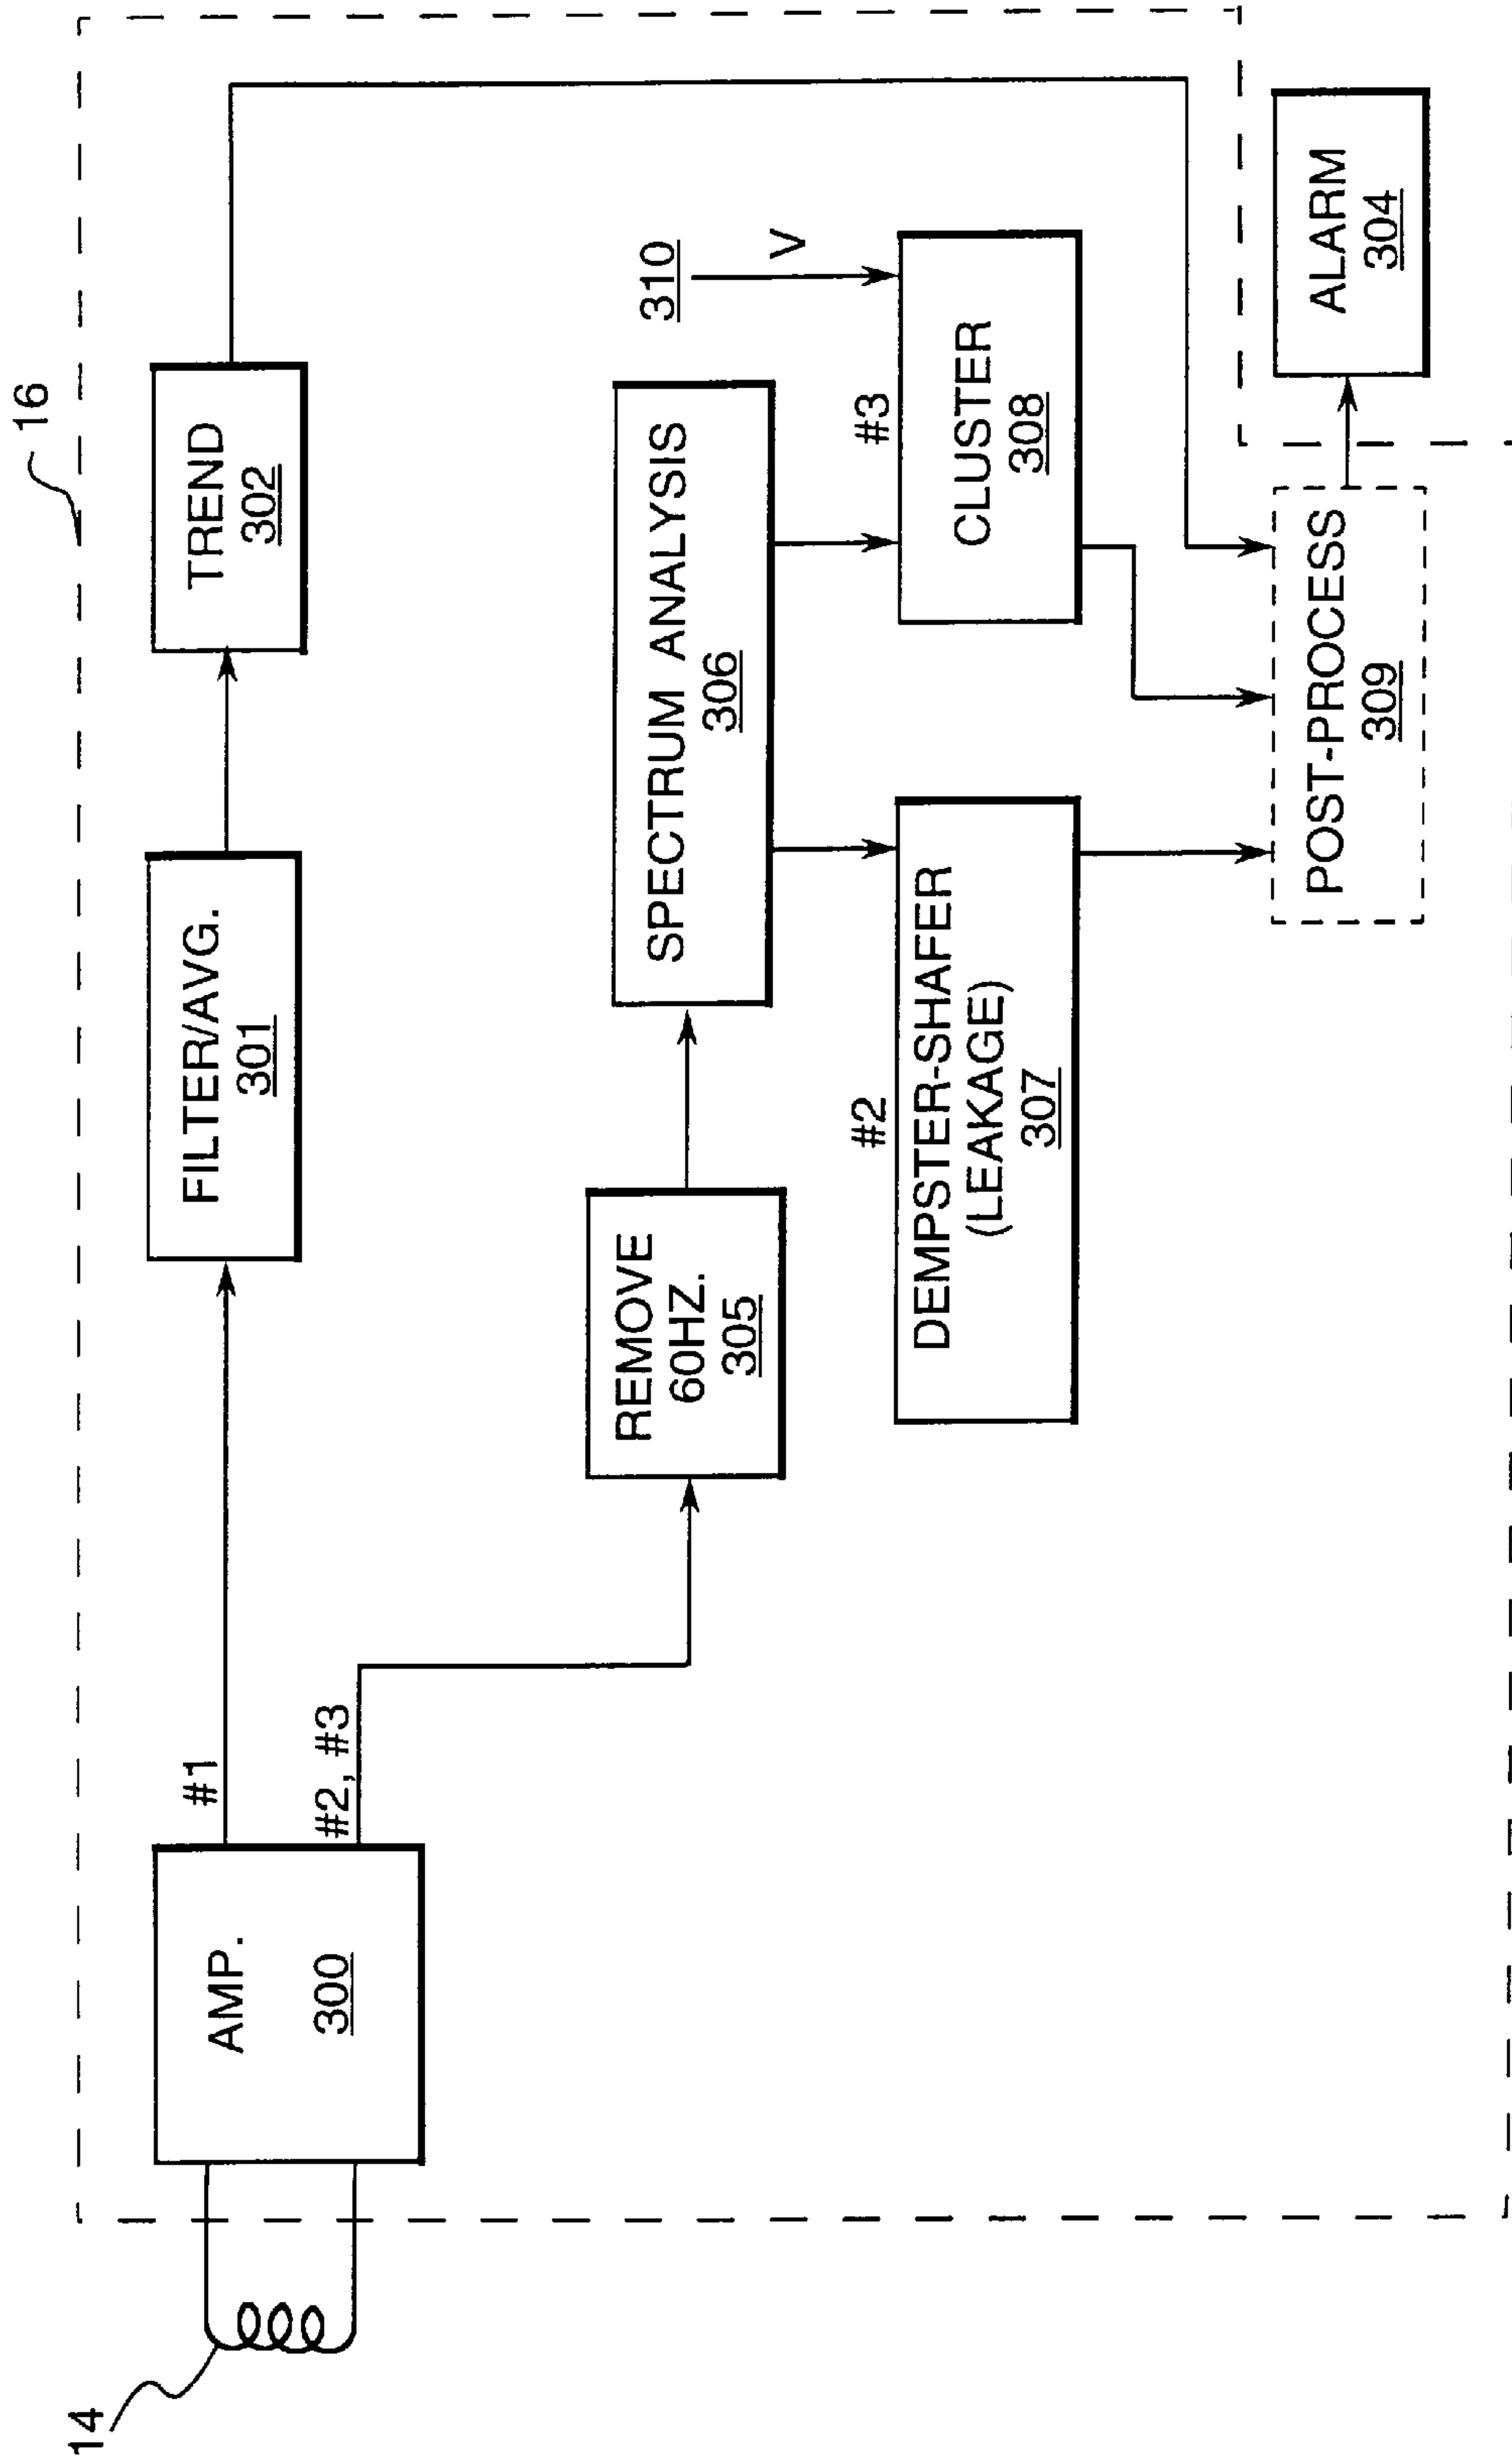 16
14
AMP.
300
#1
#2, #3
FILTER/AVG.
301
TREND
302
REMOVE
60HZ.
305
SPECTRUM ANALYSIS
306
310
V
#2
DEMPSTER-SHAFER
(LEAKAGE)
307
#3
CLUSTER
308
POST-PROCESS
309
ALARM
304